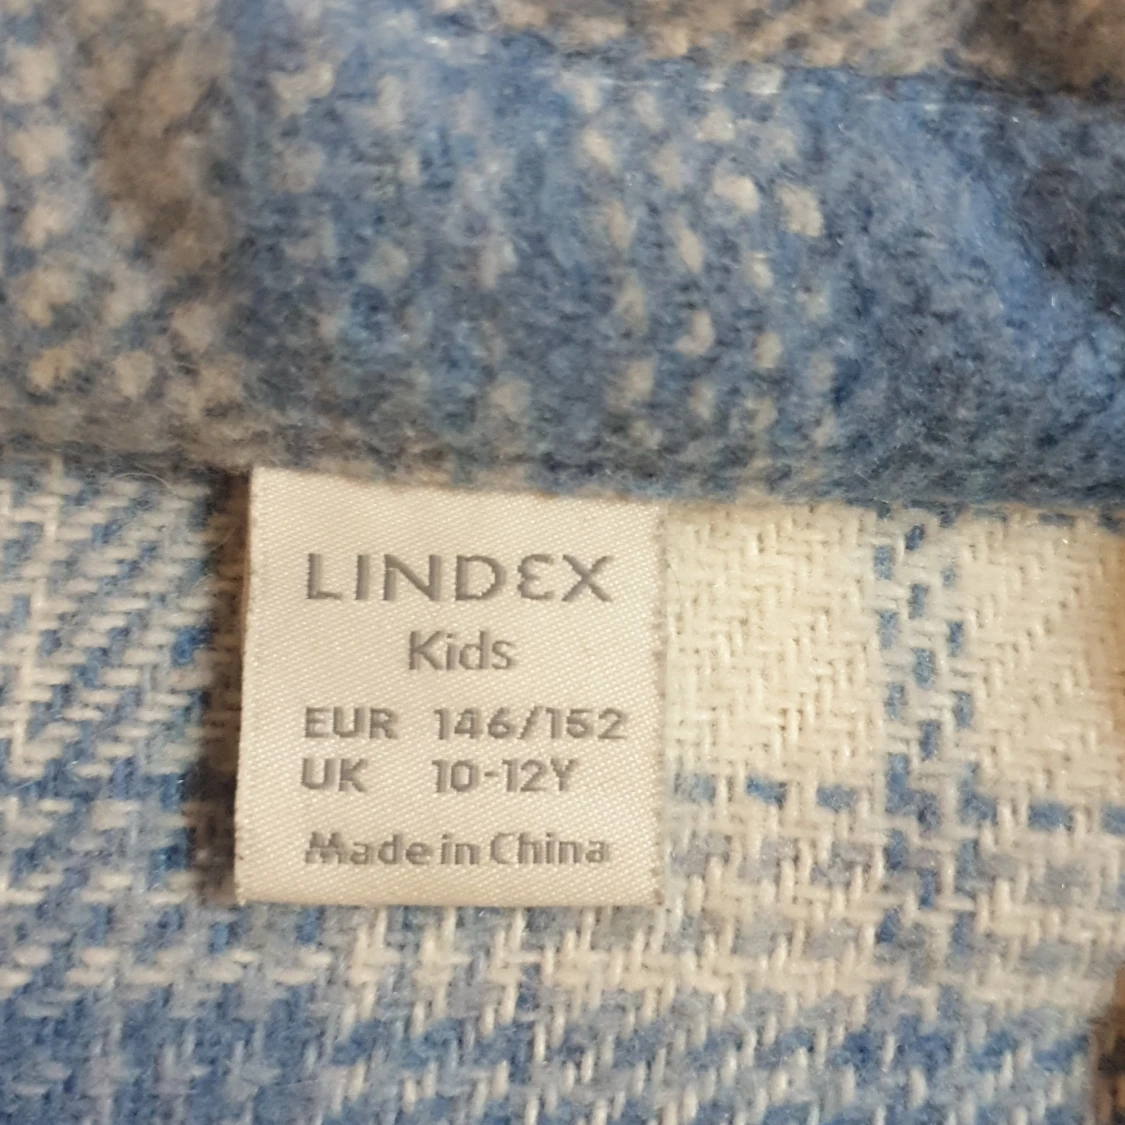 LINDEX
Kids
EUR 146/152
UK 10-12Y
Made in China